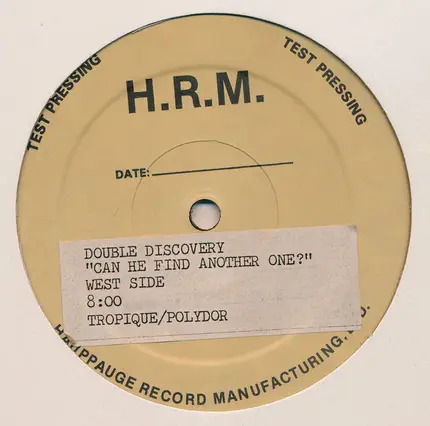 TEST PRESSING
TEST PRESSING
H.R.M.
DATE:
DOUBLE DISCOVERY
"CAN HE FIND ANOTHER ONE?"
WEST SIDE
8:00
TROPIQUE/POLYDOR
HAUPPAUGE RECORD MANUFACTURING, LTD.